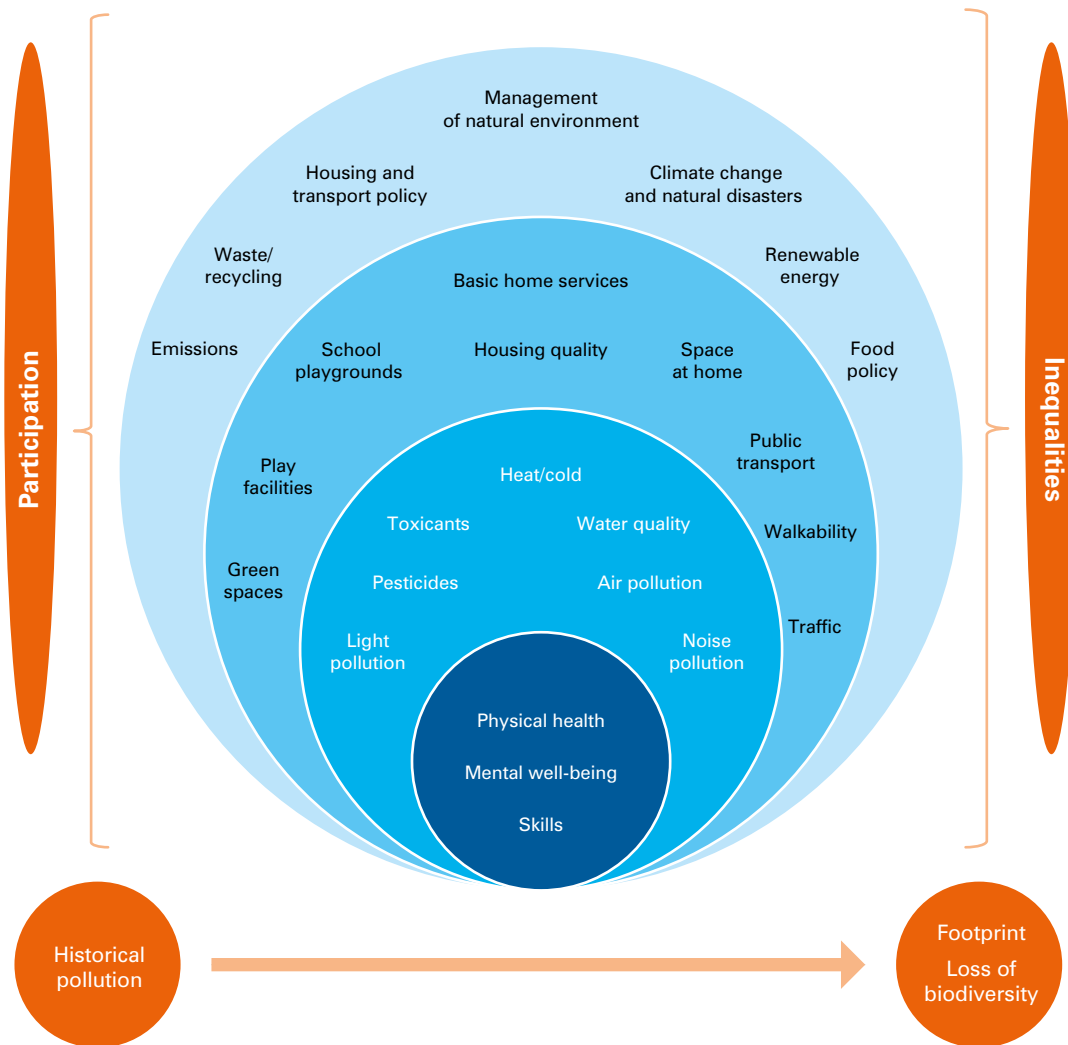 Management
of natural environment
Housing and
transport policy
Climate change
and natural disasters
Waste/
recycling
Renewable
energy
Emissions
Food
policy
Basic home services
School
playgrounds
Housing quality
Space
at home
Play
facilities
Public
transport
Green
spaces
Walkability
Traffic
Heat/cold
Toxicants
Water quality
Pesticides
Air pollution
Light
pollution
Noise
pollution
Physical health
Mental well-being
Skills
Participation
Inequalities
Historical
pollution
Footprint
Loss of
biodiversity